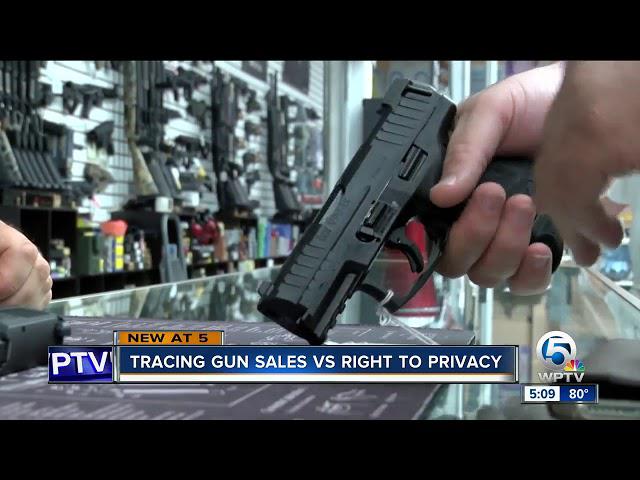 NEW AT 5
PTV
TRACING GUN SALES VS RIGHT TO PRIVACY
5
WPTV
5:09 80°